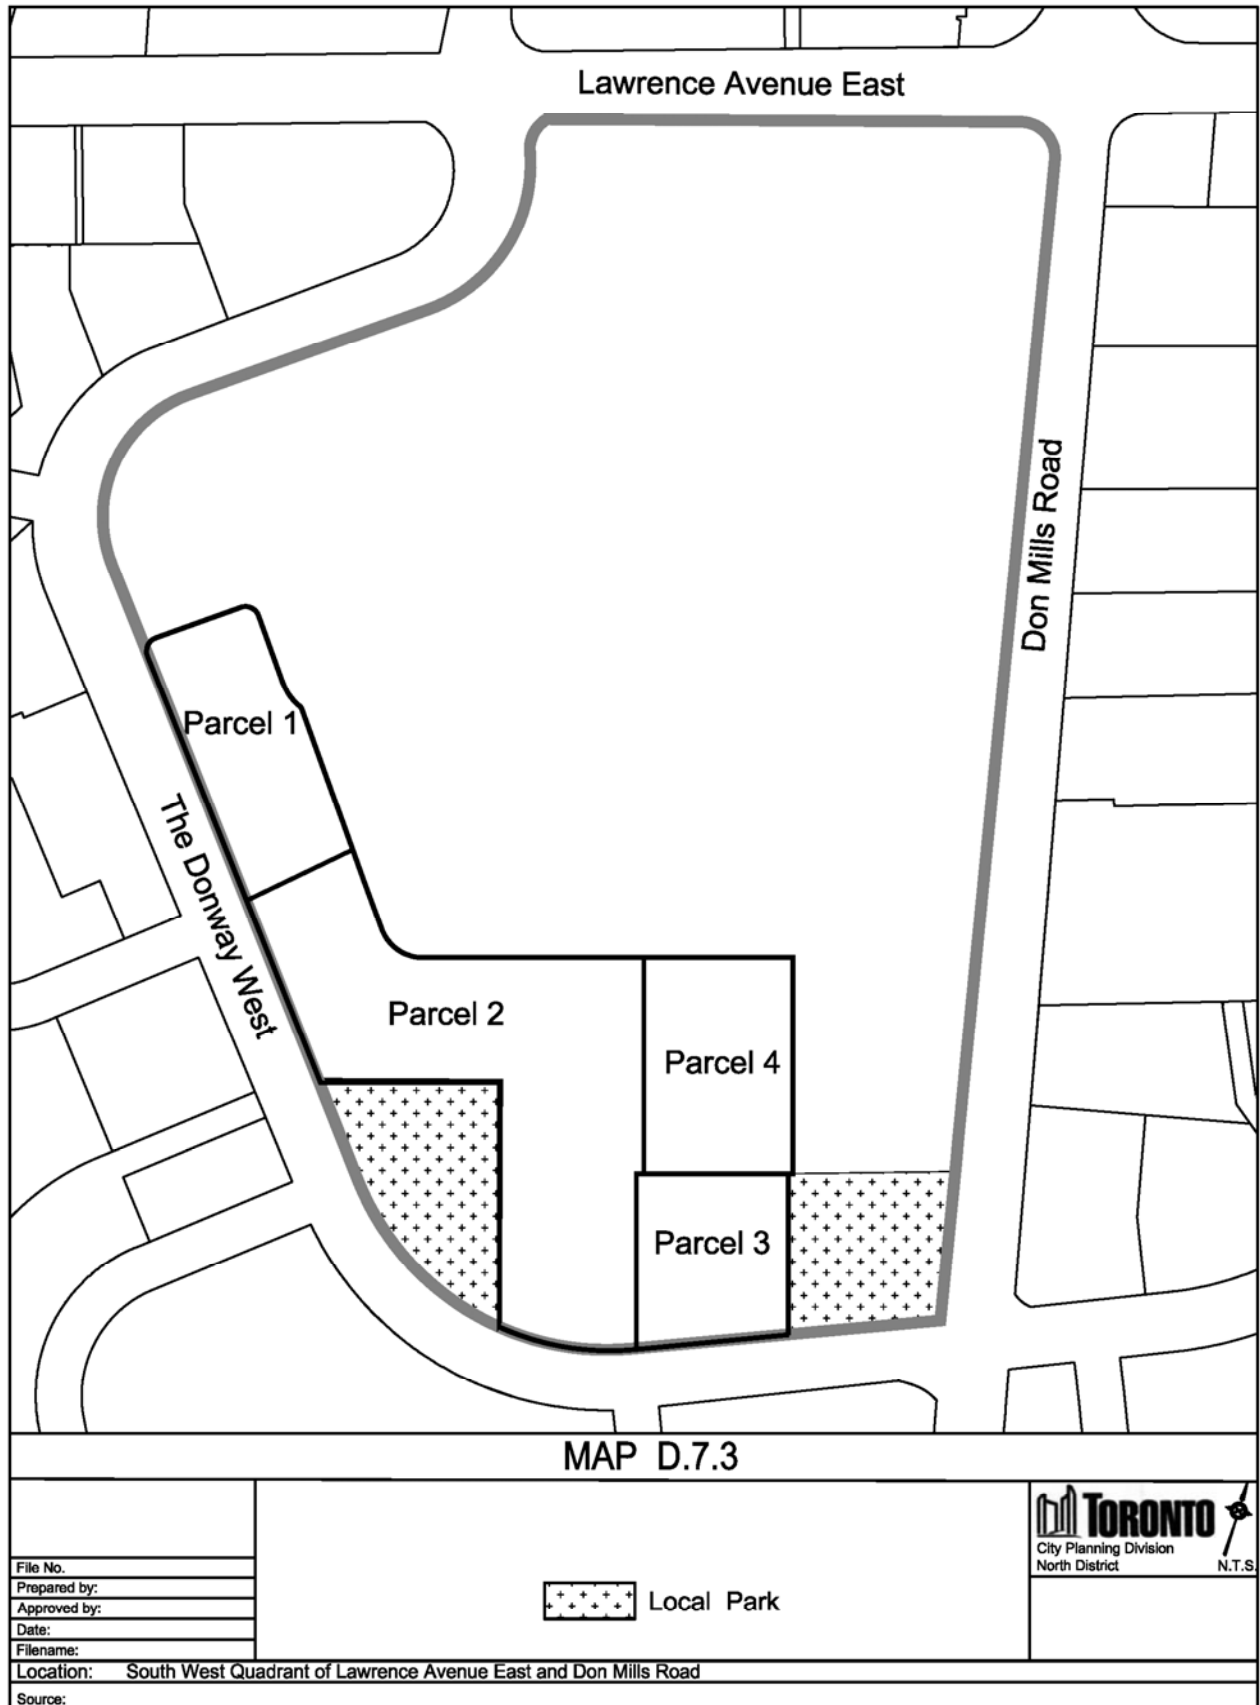 Lawrence Avenue East
Don Mills Road
Parcel 1
The Donway West
Parcel 2
Parcel 4
Parcel 3
MAP D.7.3
TORONTO
City Planning Division
North District
N.T.S.
File No.
Prepared by:
Approved by:
Date:
Filename:
Local Park
Location: South West Quadrant of Lawrence Avenue East and Don Mills Road
Source: